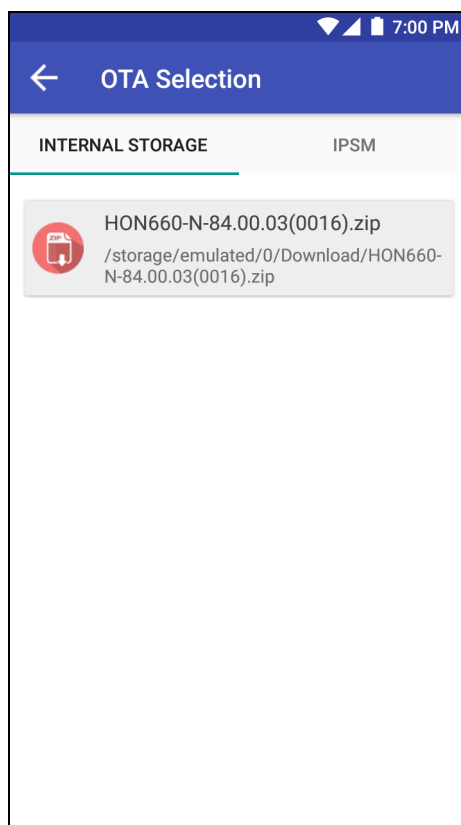 7:00 PM
OTA Selection
INTERNAL STORAGE
IPSM
ZIP
HON660-N-84.00.03(0016).zip
/storage/emulated/0/Download/HON660-
N-84.00.03(0016).zip